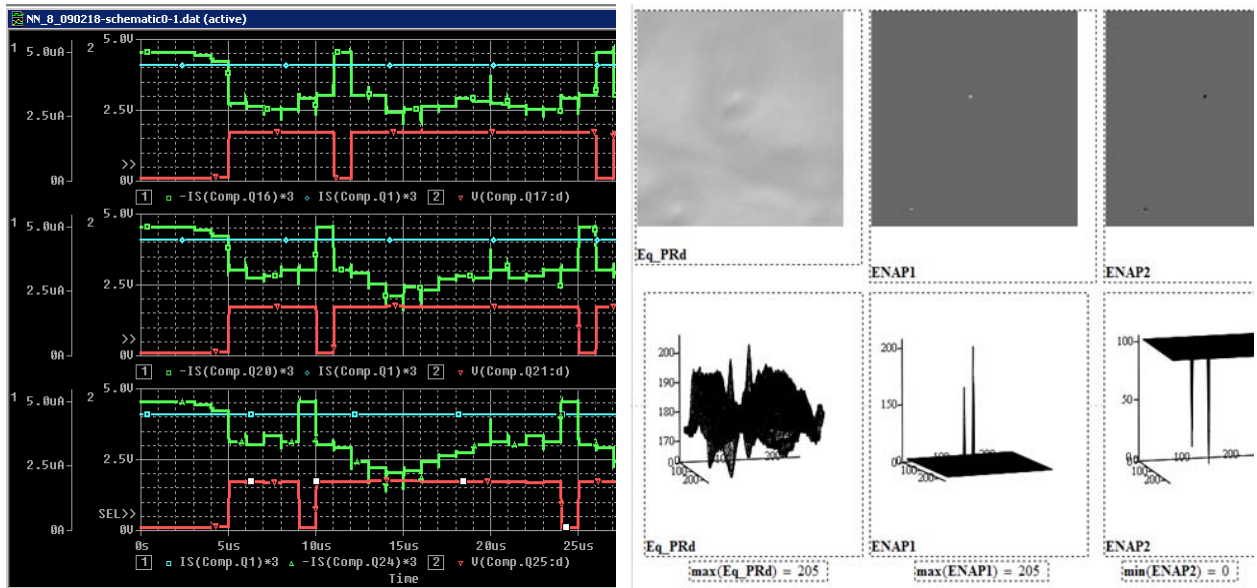 NN_8_090218-schematic0-1.dat (active)
1 5.0uA 2 5.0V
2.5uA 2.5V
>>
0A 0V
1 -IS(Comp.Q16)*3 IS(Comp.Q1)*3 2 V(Comp.Q17:d)
1 5.0uA 2 5.0V
2.5uA 2.5V
>>
0A 0V
1 -IS(Comp.Q20)*3 IS(Comp.Q1)*3 2 V(Comp.Q21:d)
1 5.0uA 2 5.0V
2.5uA 2.5V
SEL>>
0A 0V
0s 5us 10us 15us 20us 25us
1 IS(Comp.Q1)*3 -IS(Comp.Q24)*3 2 V(Comp.Q25:d)
Time
Eq_PRd ENAP1 ENAP2
200
190
180
170
0
100
200
200
200
150
0
100
200
100
200
100
50
0
0
100
200
100
200
Eq_PRd ENAP1 ENAP2
max(Eq_PRd) = 205 max(ENAP1) = 205 min(ENAP2) = 0